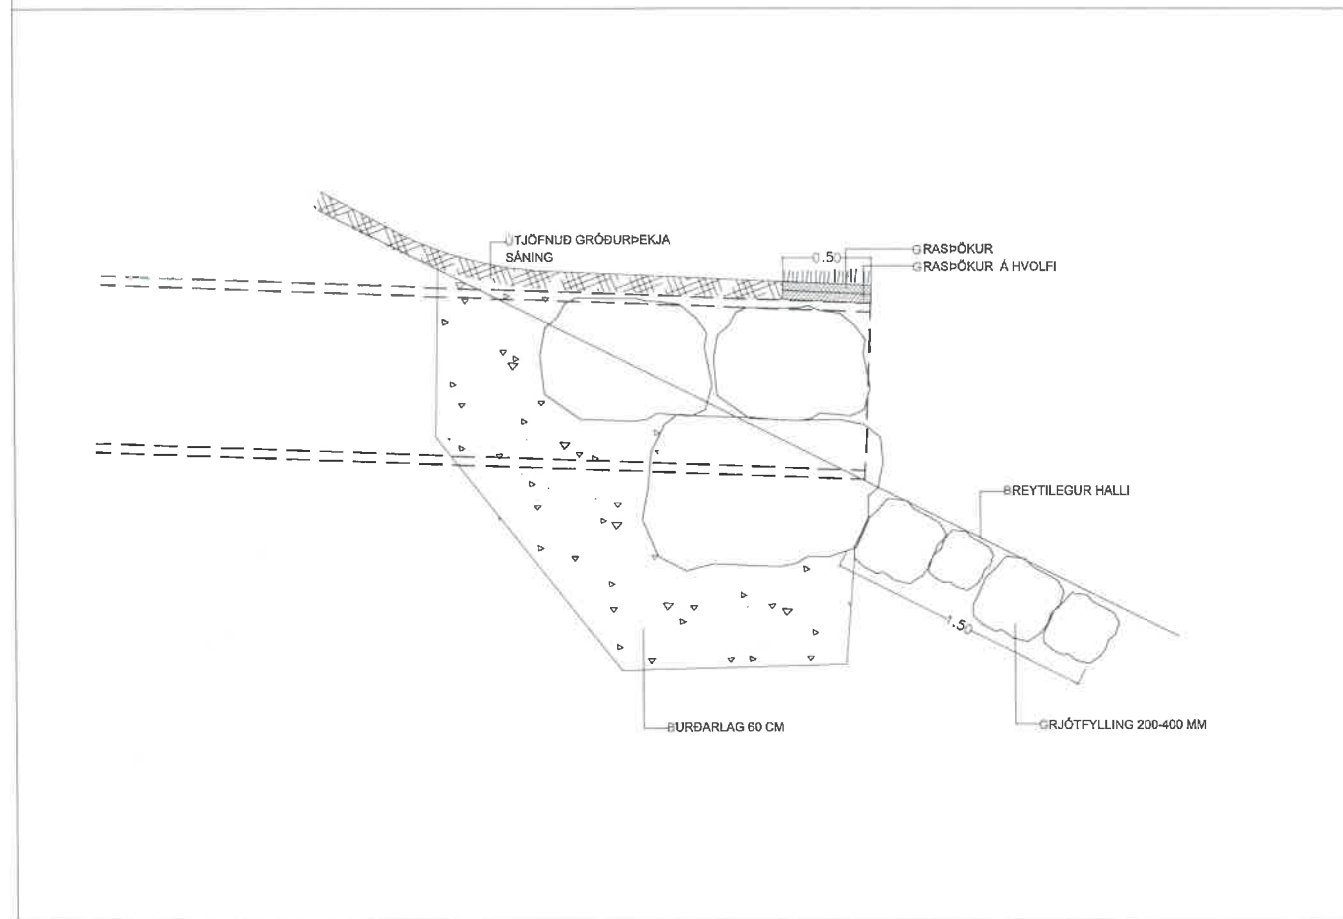 ÚTJÖFNUÐ GRÓÐURÞEKJA
SÁNING
0.50
GRASÞÖKUR
GRASÞÖKUR Á HVOLFI
BREYTILEGUR HALLI
1.50
BURÐARLAG 60 CM
GRJÓTFYLLING 200-400 MM